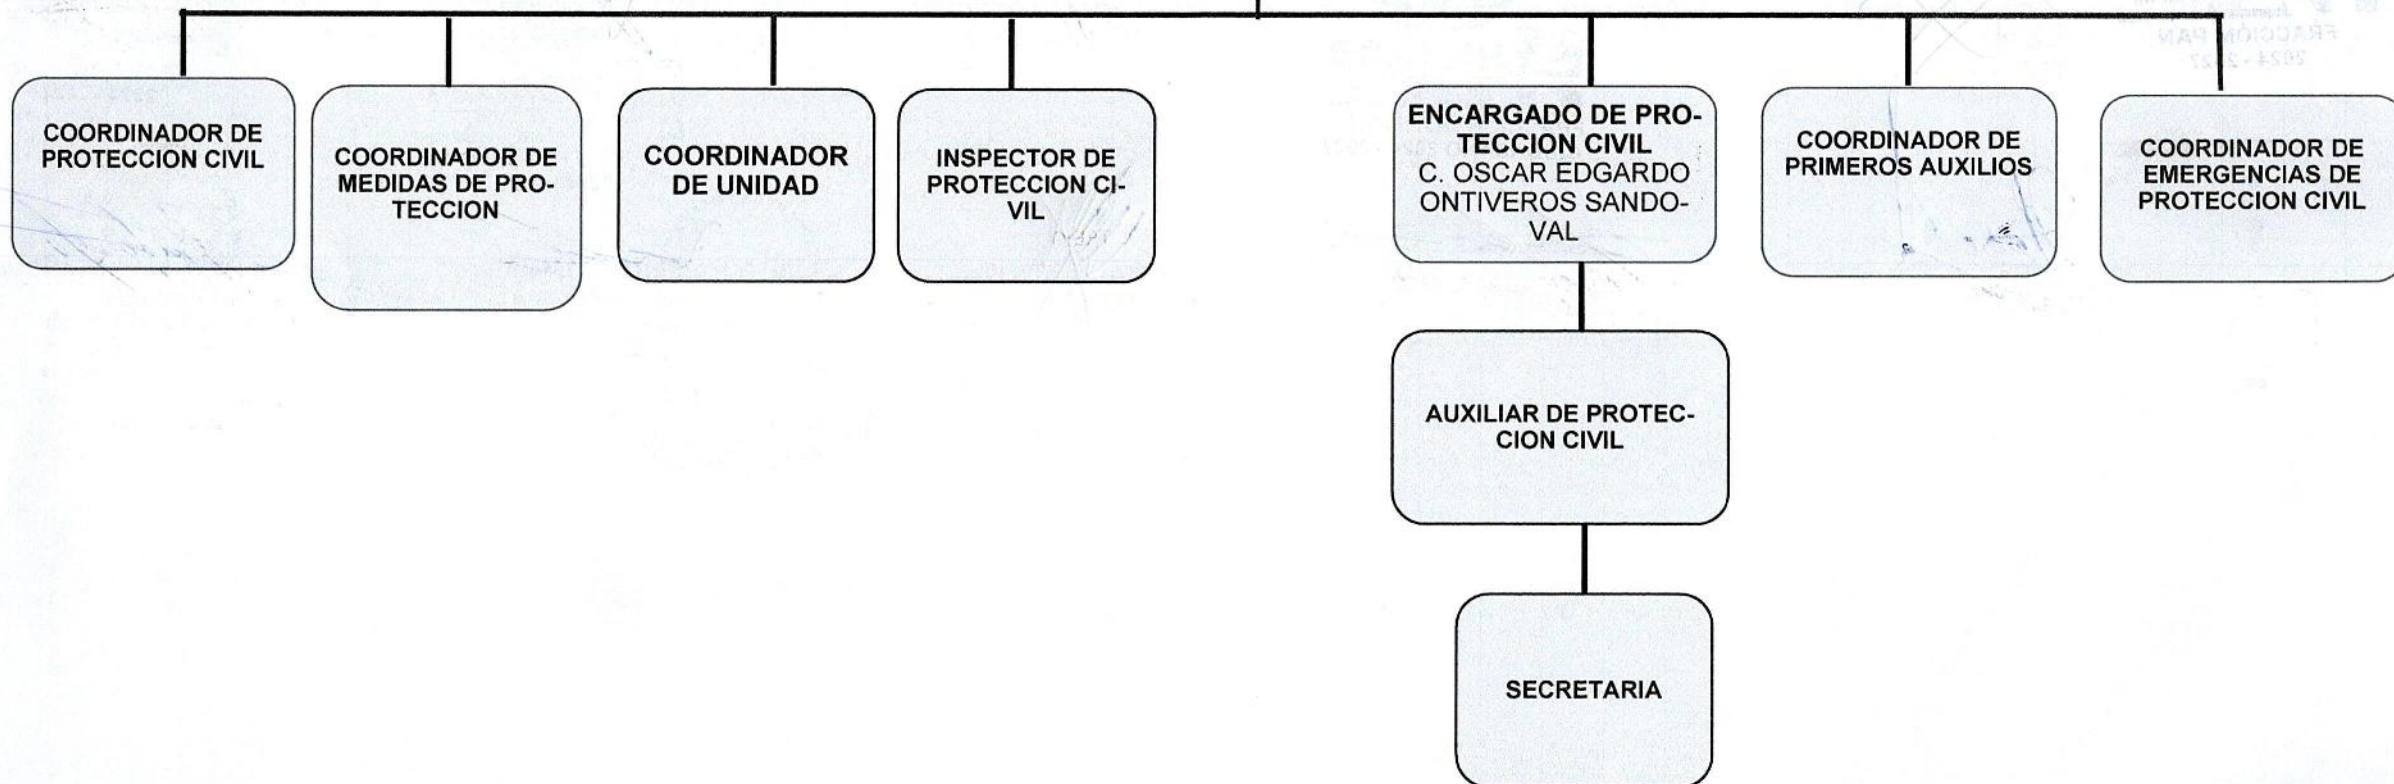 COORDINADOR DE
PROTECCION CIVIL
COORDINADOR DE
MEDIDAS DE PRO-
TECCION
COORDINADOR
DE UNIDAD
INSPECTOR DE
PROTECCION CI-
VIL
ENCARGADO DE PRO-
TECCION CIVIL
C. OSCAR EDGARDO
ONTIVEROS SANDO-
VAL
COORDINADOR DE
PRIMEROS AUXILIOS
COORDINADOR DE
EMERGENCIAS DE
PROTECCION CIVIL
AUXILIAR DE PROTEC-
CION CIVIL
SECRETARIA
FRACCIÓN PAN